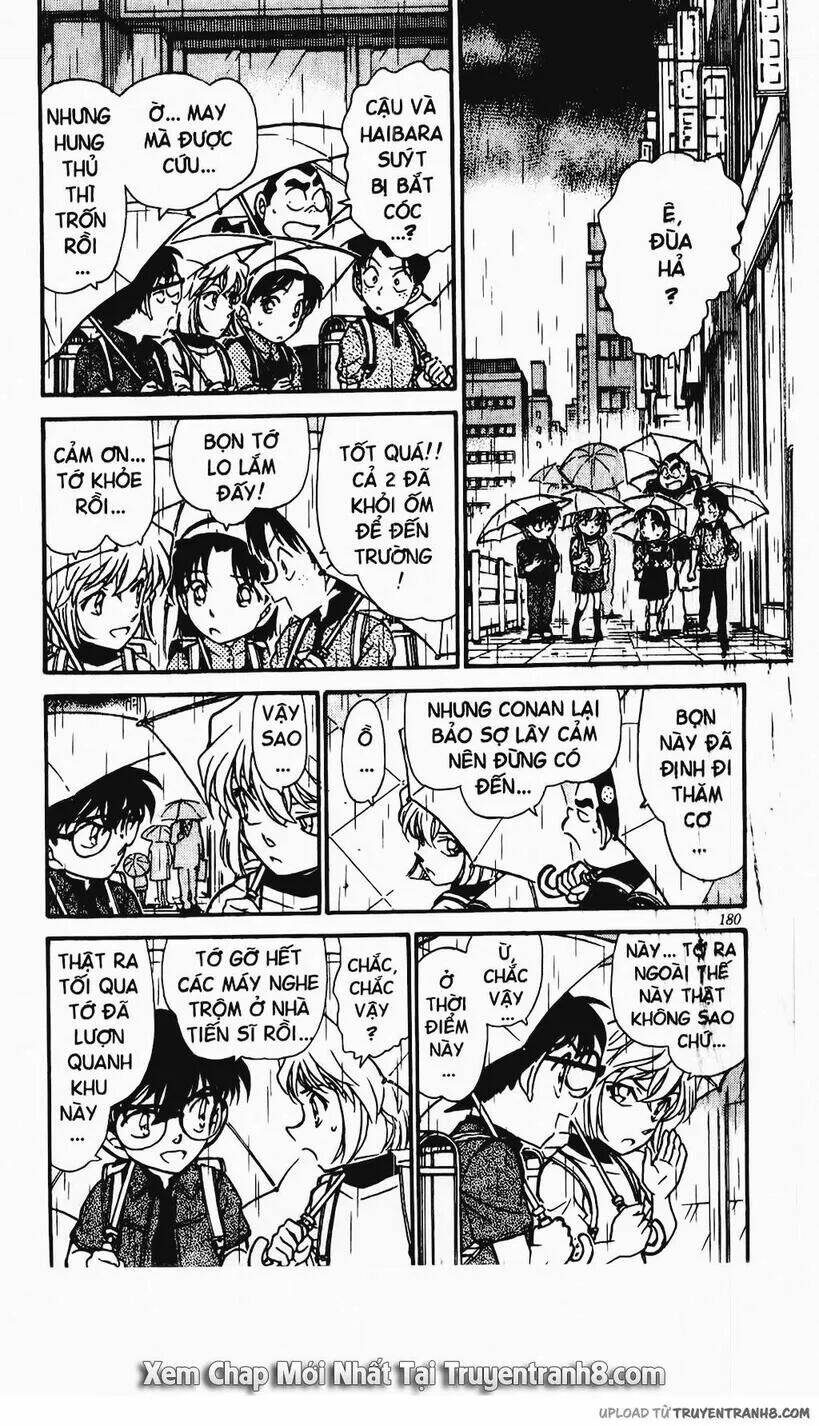 Ê,
ĐÙA
HẢ
?
CẬU VÀ
HAIBARA
SUÝT
BỊ BẮT
CÓC
...?
Ờ... MAY
MÀ ĐƯỢC
CỨU...
NHƯNG
HUNG
THỦ
THÌ
TRỐN
RỒI
...
TỐT QUÁ!!
CẢ 2 ĐÃ
KHỎI ỐM
ĐỂ ĐẾN
TRƯỜNG
!
BỌN TỚ
LO LẮM
ĐẤY!
CẢM ƠN...
TỚ KHỎE
RỒI...
BỌN
NÀY ĐÃ
ĐỊNH ĐI
THĂM
CƠ
...
NHƯNG CONAN LẠI
BẢO SỢ LÂY CẢM
NÊN ĐỪNG CÓ
ĐẾN...
Ồ
...
VẬY
SAO
...
180
NÀY... TỚ RA
NGOÀI THẾ
NÀY THẬT
KHÔNG SAO
CHỨ...
Ừ,
CHẮC
VẬY...
Ở
THỜI
ĐIỂM
NÀY
...
CHẮC,
CHẮC
VẬY
?
TỚ GỠ HẾT
CÁC MÁY NGHE
TRỘM Ở NHÀ
TIẾN SĨ RỒI...
THẬT RA
TỐI QUA
TỚ ĐÃ
LƯỢN
QUANH
KHU
NÀY
...
Xem Chap Mới Nhất Tại Truyentranh8.com
UPLOAD TỪ TRUYENTRANH8.COM